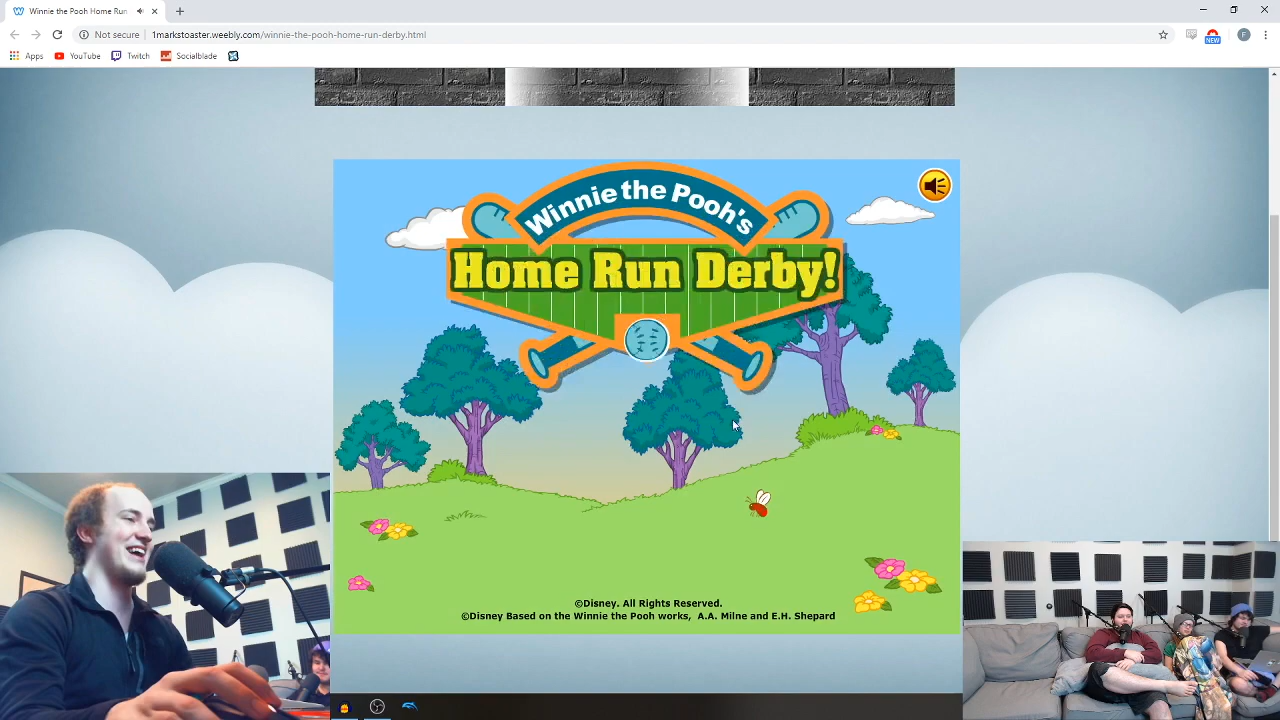 Winnie the Pooh Home Run
Not secure
1markstoaster.weebly.com/winnie-the-pooh-home-run-derby.html
NEW
F
Apps
YouTube
Twitch
Socialblade
Winnie the Pooh's
Home Run Derby!
©Disney. All Rights Reserved.
©Disney Based on the Winnie the Pooh works, A.A. Milne and E.H. Shepard